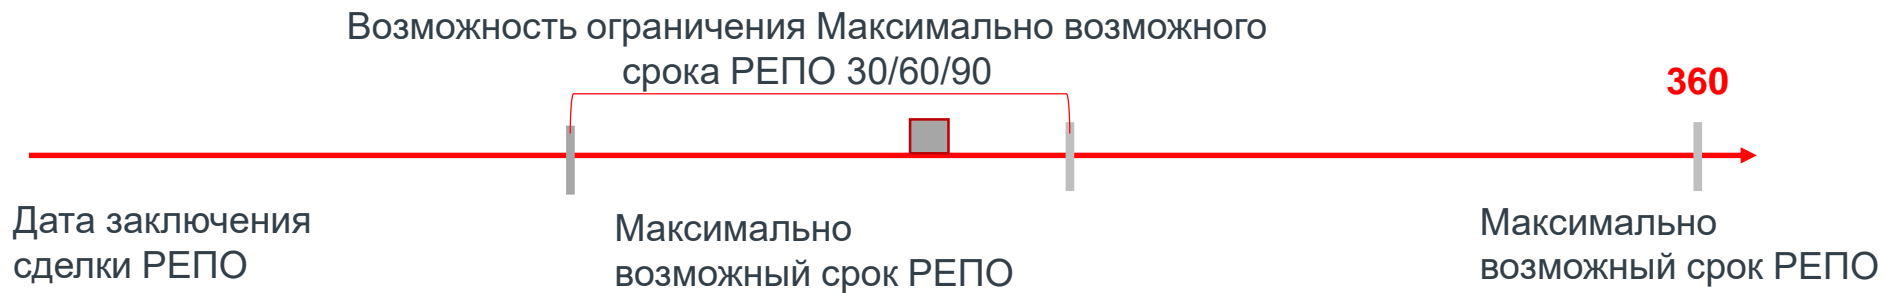 Возможность ограничения Максимально возможного
срока РЕПО 30/60/90
360
Дата заключения
сделки РЕПО
Максимально
возможный срок РЕПО
Максимально
возможный срок РЕПО